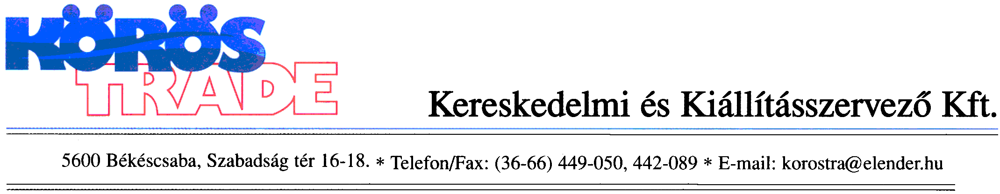 KÖRÖS
TRADE
Kereskedelmi és Kiállításszervező Kft.
5600 Békéscsaba, Szabadság tér 16-18. * Telefon/Fax: (36-66) 449-050, 442-089 * E-mail: korostra@elender.hu